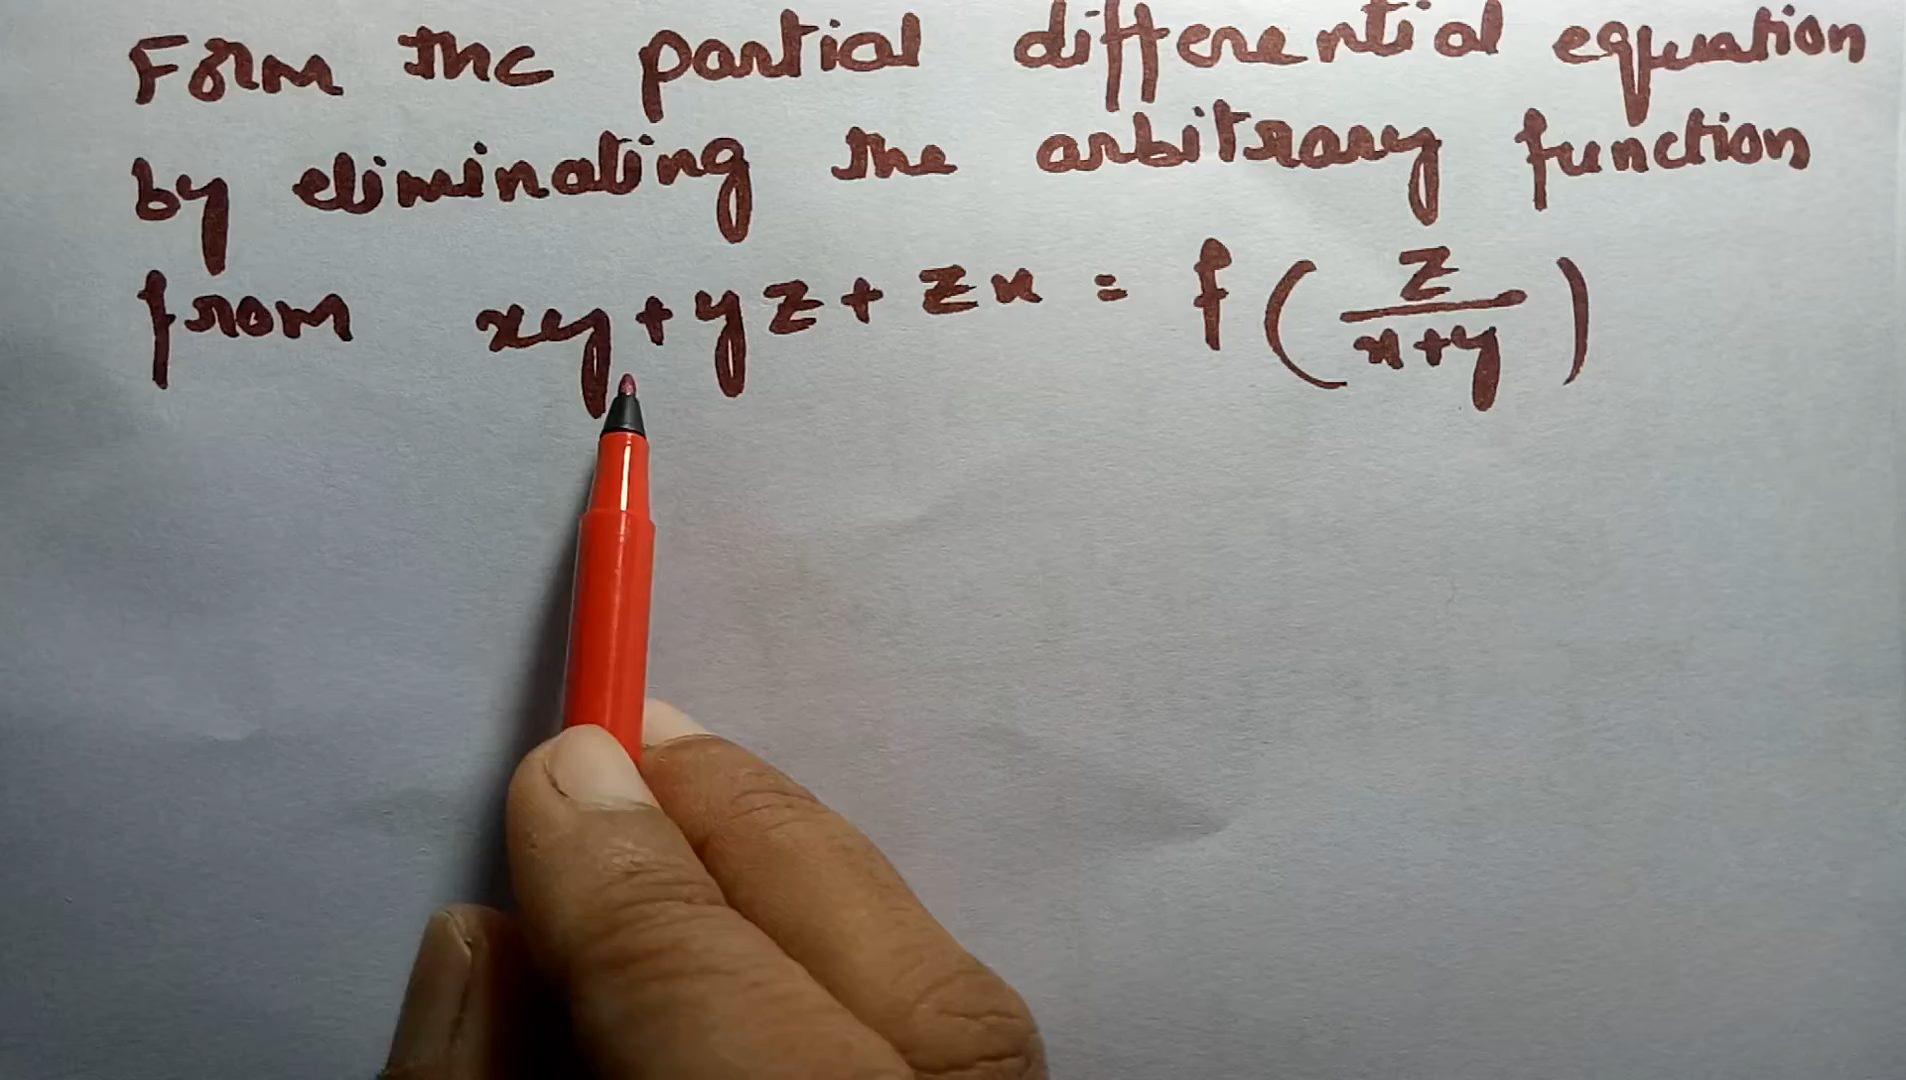 Form the partial differential equation
by eliminating the arbitrary function
from xy + yz + zx = f ( z / x+y )